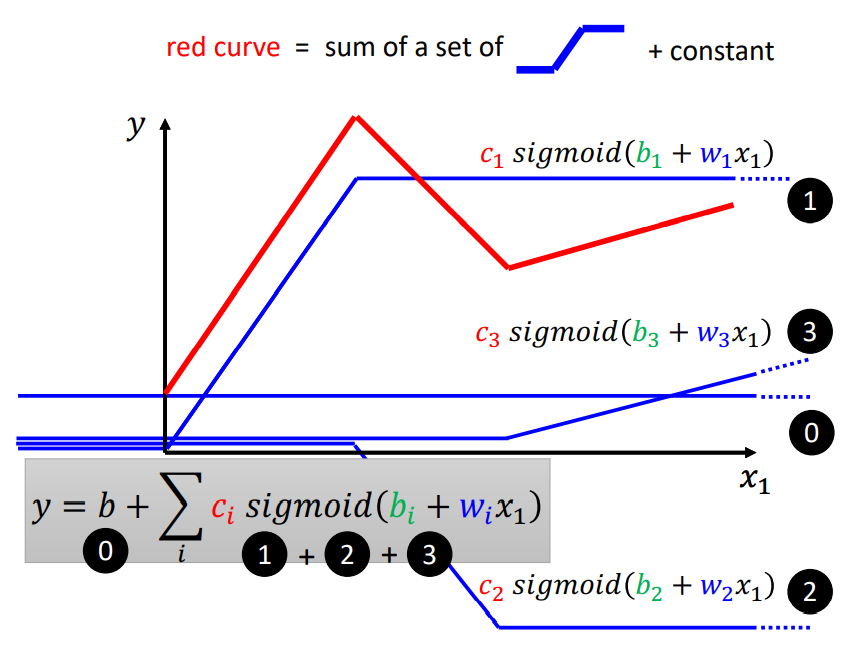 red curve = sum of a set of + constant
y
c₁ sigmoid(b₁ + w₁x₁)
1
c₃ sigmoid(b₃ + w₃x₁)
3
0
x₁
y = b + ∑ᵢ cᵢ sigmoid(bᵢ + wᵢx₁)
0 1 + 2 + 3
c₂ sigmoid(b₂ + w₂x₁)
2